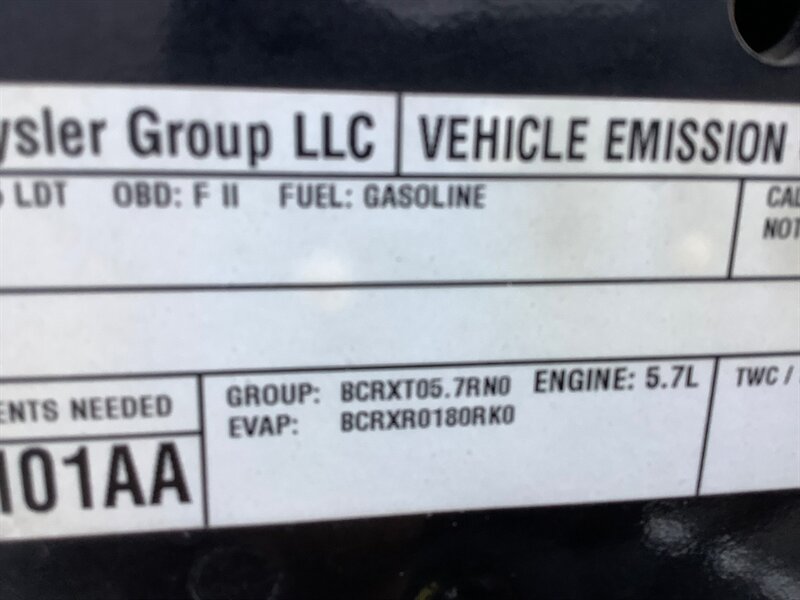 ysler Group LLC
VEHICLE EMISSION
LDT OBD: F II FUEL: GASOLINE
CAL
NOT
ENTS NEEDED
101AA
GROUP: BCRXT05.7RN0 ENGINE: 5.7L
EVAP: BCRXR0180RK0
TWC /